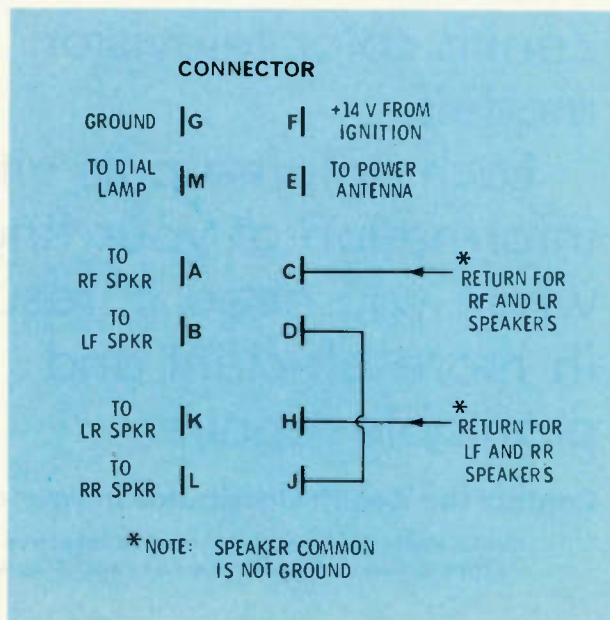 CONNECTOR
GROUND G F +14 V FROM
IGNITION
TO DIAL
LAMP M E TO POWER
ANTENNA
TO
RF SPKR A C * RETURN FOR
RF AND LR
SPEAKERS
TO
LF SPKR B D
TO
LR SPKR K H * RETURN FOR
LF AND RR
SPEAKERS
TO
RR SPKR L J
*NOTE: SPEAKER COMMON
IS NOT GROUND